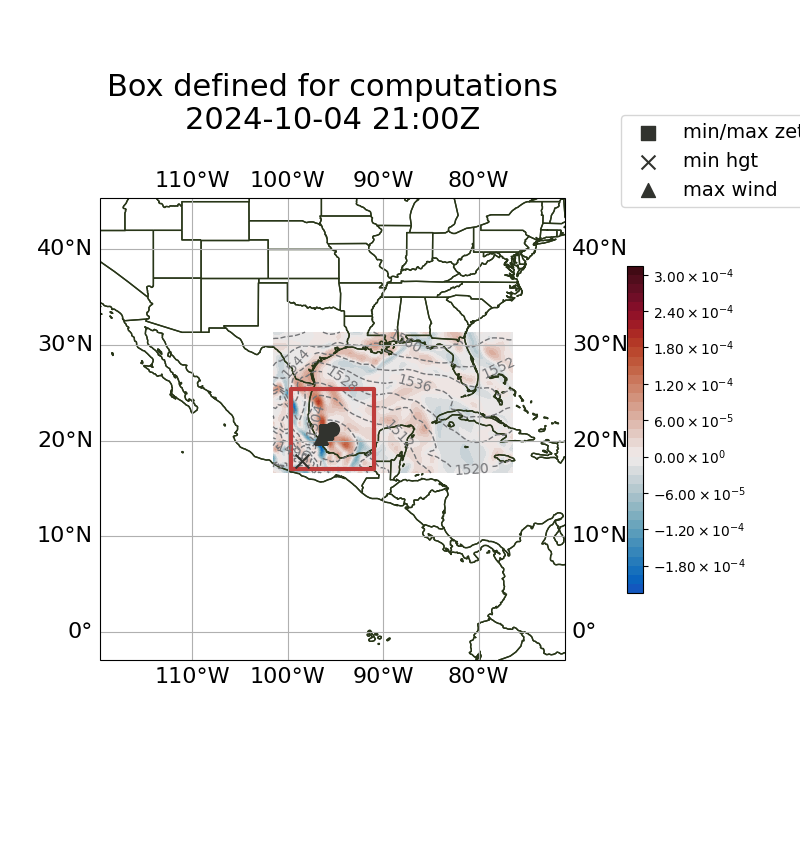 Box defined for computations
2024-10-04 21:00Z
min/max zet
min hgt
max wind
110°W 100°W 90°W 80°W
40°N 40°N
30°N 30°N
20°N 20°N
10°N 10°N
0° 0°
110°W 100°W 90°W 80°W
1552
1528
1536
1520
3.00 × 10⁻⁴
2.40 × 10⁻⁴
1.80 × 10⁻⁴
1.20 × 10⁻⁴
6.00 × 10⁻⁵
0.00 × 10⁰
−6.00 × 10⁻⁵
−1.20 × 10⁻⁴
−1.80 × 10⁻⁴